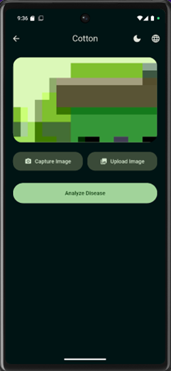 9:36
Cotton
Capture Image
Upload Image
Analyze Disease